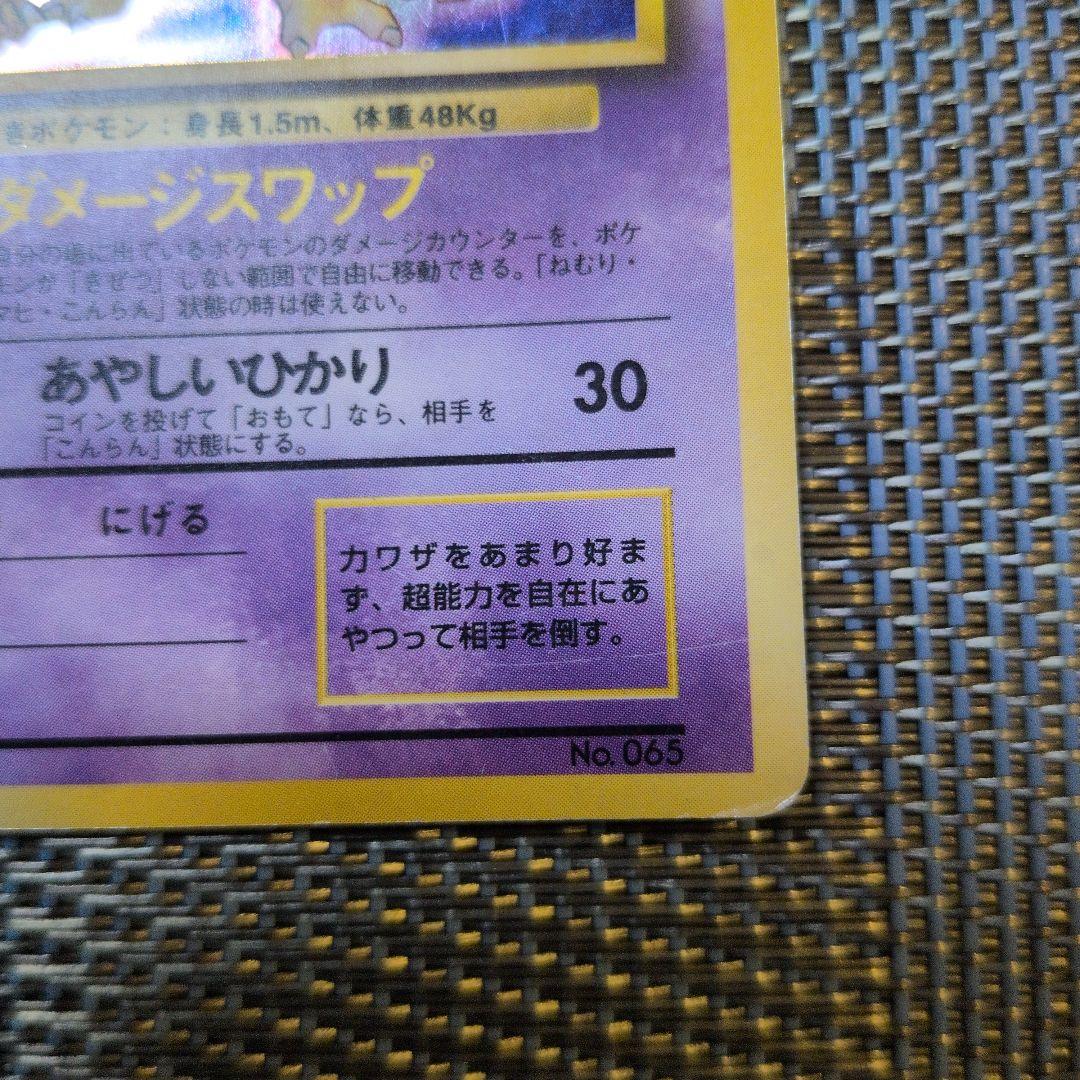 きポケモン：身長1.5m、体重48Kg
ダメージスワップ
自分の場に出ているポケモンのダメージカウンターを、ポケ
モンが「きぜつ」しない範囲で自由に移動できる。「ねむり・
マヒ・こんらん」状態の時は使えない。
あやしいひかり 30
コインを投げて「おもて」なら、相手を
「こんらん」状態にする。
にげる
力ワザをあまり好ま
ず、超能力を自在にあ
やつって相手を倒す。
No. 065